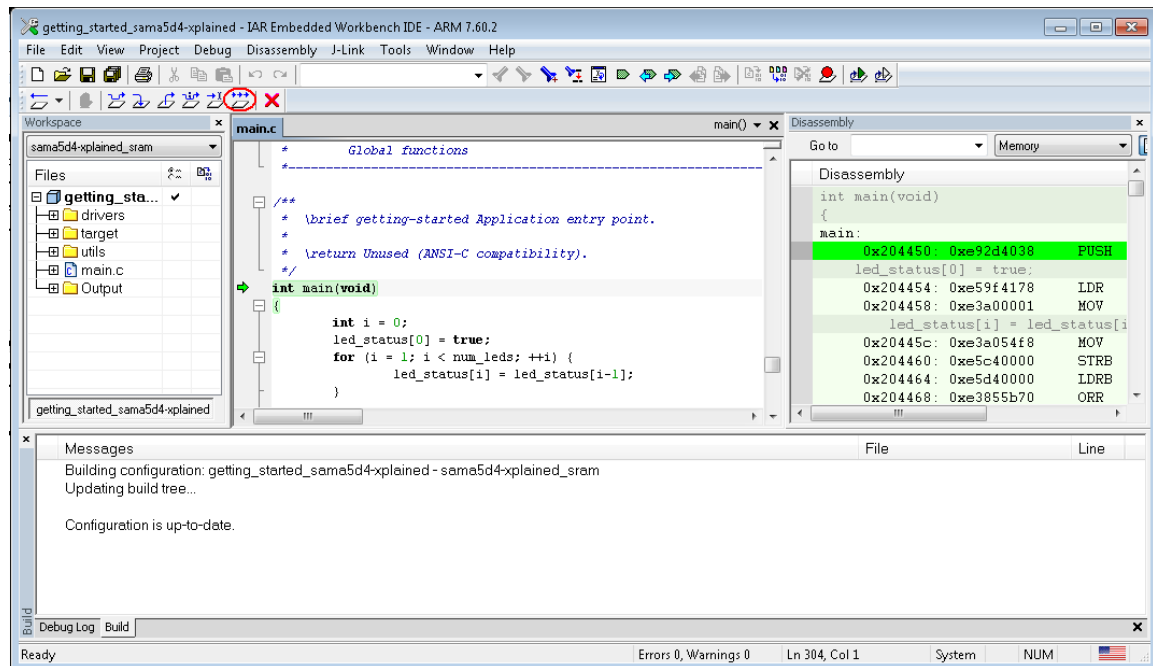 getting_started_sama5d4-xplained - IAR Embedded Workbench IDE - ARM 7.60.2
File Edit View Project Debug Disassembly J-Link Tools Window Help
Workspace
sama5d4-xplained_sram
Files
getting_sta...
drivers
target
utils
main.c
Output
getting_started_sama5d4-xplained
main.c
main()
* Global functions
*----------------------------------------------------------------------
/**
* \brief getting-started Application entry point.
*
* \return Unused (ANSI-C compatibility).
*/
int main(void)
{
int i = 0;
led_status[0] = true;
for (i = 1; i < num_leds; ++i) {
led_status[i] = led_status[i-1];
}
Disassembly
Go to
Memory
Disassembly
int main(void)
{
main:
0x204450: 0xe92d4038 PUSH
led_status[0] = true;
0x204454: 0xe59f4178 LDR
0x204458: 0xe3a00001 MOV
led_status[i] = led_status[i
0x20445c: 0xe3a054f8 MOV
0x204460: 0xe5c40000 STRB
0x204464: 0xe5d40000 LDRB
0x204468: 0xe3855b70 ORR
Messages File Line
Building configuration: getting_started_sama5d4-xplained - sama5d4-xplained_sram
Updating build tree...
Configuration is up-to-date.
Build
Debug Log Build
Ready Errors 0, Warnings 0 Ln 304, Col 1 System NUM